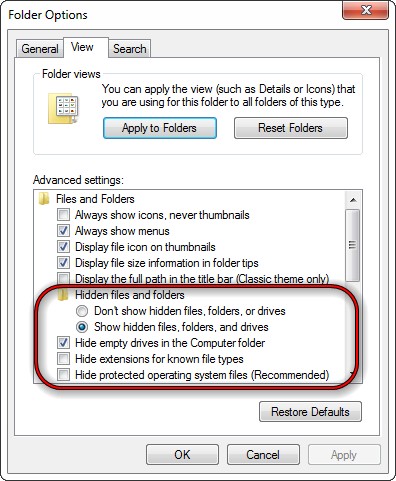 Folder Options
General View Search
Folder views
You can apply the view (such as Details or Icons) that
you are using for this folder to all folders of this type.
Apply to Folders Reset Folders
Advanced settings:
Files and Folders
Always show icons, never thumbnails
Always show menus
Display file icon on thumbnails
Display file size information in folder tips
Display the full path in the title bar (Classic theme only)
Hidden files and folders
Don't show hidden files, folders, or drives
Show hidden files, folders, and drives
Hide empty drives in the Computer folder
Hide extensions for known file types
Hide protected operating system files (Recommended)
Restore Defaults
OK Cancel Apply